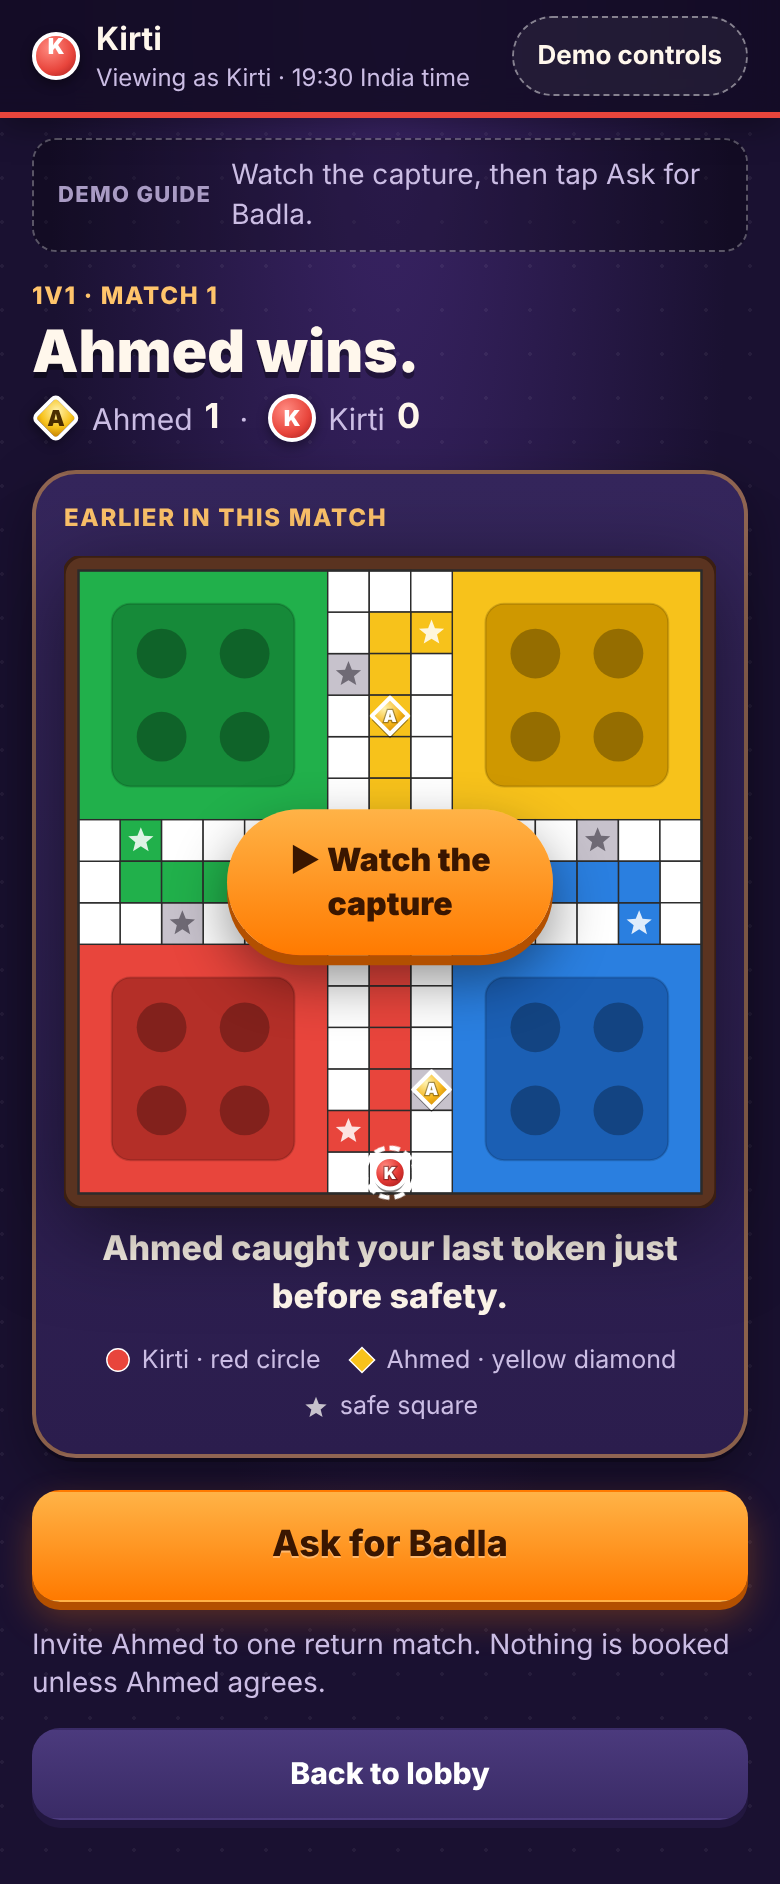 K
Kirti
Viewing as Kirti · 19:30 India time
Demo controls
DEMO GUIDE
Watch the capture, then tap Ask for
Badla.
1V1 · MATCH 1
Ahmed wins.
A Ahmed 1 · K Kirti 0
EARLIER IN THIS MATCH
A
▶ Watch the
capture
A
K
Ahmed caught your last token just
before safety.
Kirti · red circle Ahmed · yellow diamond
safe square
Ask for Badla
Invite Ahmed to one return match. Nothing is booked
unless Ahmed agrees.
Back to lobby